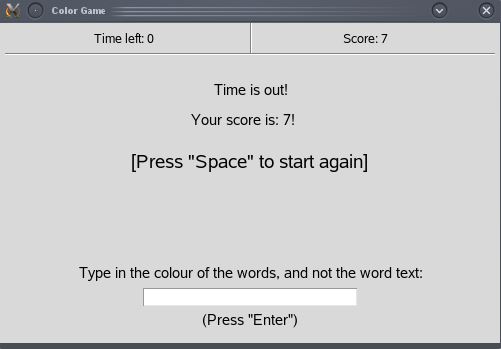 Color Game
Time left: 0
Score: 7
Time is out!
Your score is: 7!
[Press "Space" to start again]
Type in the colour of the words, and not the word text:
(Press "Enter")